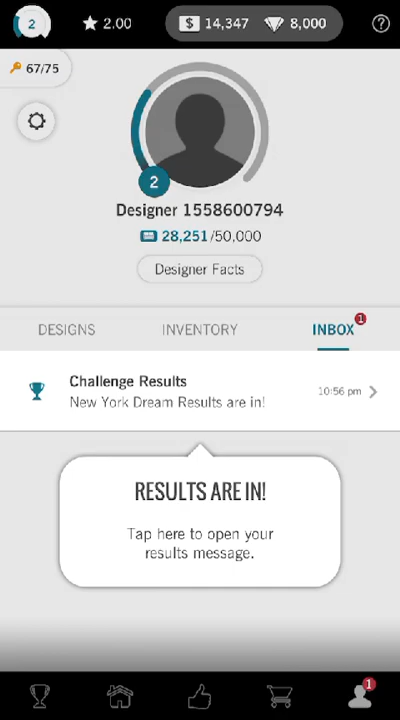 2
2.00
$ 14,347
8,000
?
67/75
2
Designer 1558600794
28,251/50,000
Designer Facts
DESIGNS
INVENTORY
INBOX
1
Challenge Results
New York Dream Results are in!
10:56 pm
RESULTS ARE IN!
Tap here to open your
results message.
1